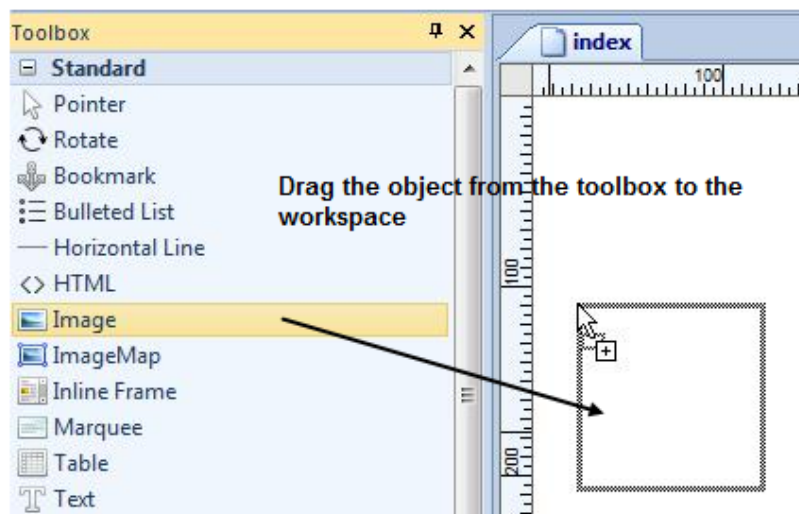 Toolbox
Standard
Pointer
Rotate
Bookmark
Bulleted List
Horizontal Line
HTML
Image
ImageMap
Inline Frame
Marquee
Table
Text
index
100
100
200
Drag the object from the toolbox to the
workspace